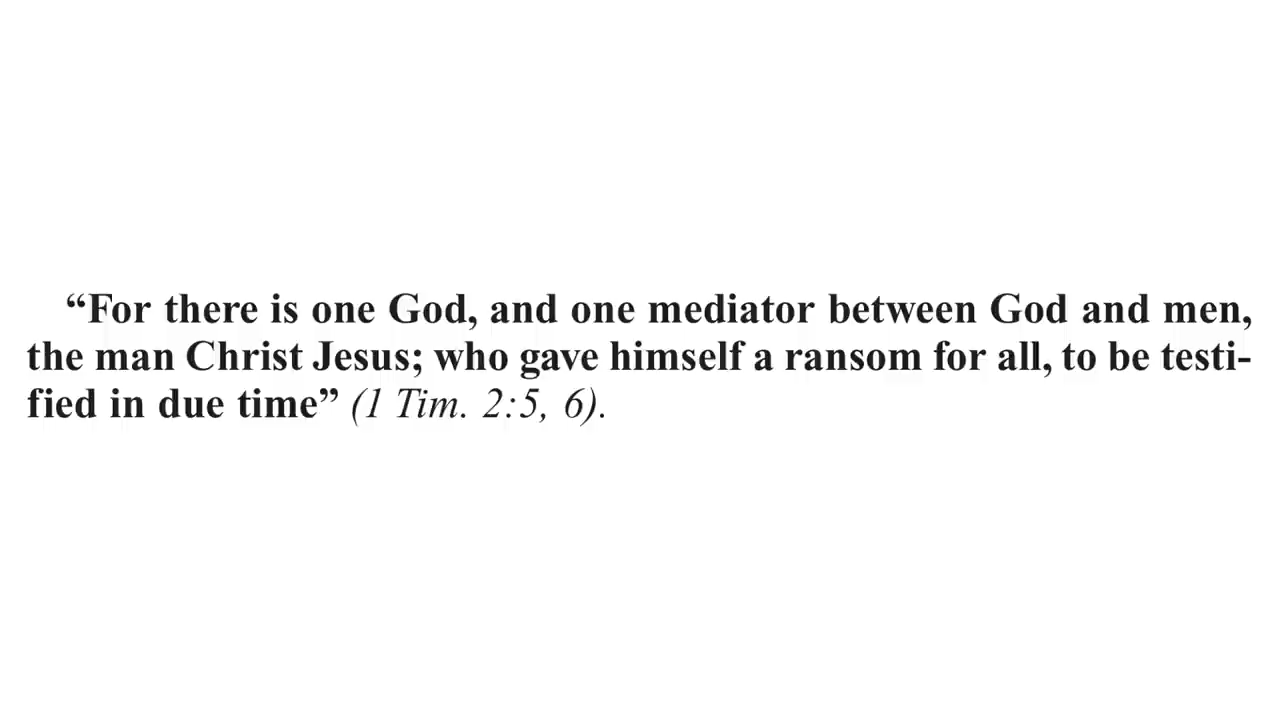 “For there is one God, and one mediator between God and men,
the man Christ Jesus; who gave himself a ransom for all, to be testi-
fied in due time” (1 Tim. 2:5, 6).